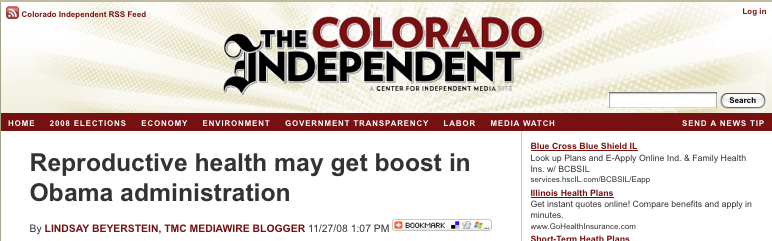 Colorado Independent RSS Feed
Log in
THE COLORADO
INDEPENDENT
A CENTER FOR INDEPENDENT MEDIA SITE
Search
HOME 2008 ELECTIONS ECONOMY ENVIRONMENT GOVERNMENT TRANSPARENCY LABOR MEDIA WATCH SEND A NEWS TIP
Reproductive health may get boost in
Obama administration
By LINDSAY BEYERSTEIN, TMC MEDIAWIRE BLOGGER 11/27/08 1:07 PM BOOKMARK
Blue Cross Blue Shield IL
Look up Plans and E-Apply Online Ind. & Family Health
Ins. w/ BCBSIL
services.hscIL.com/BCBSIL/Eapp
Illinois Health Plans
Get instant quotes online! Compare benefits and apply in
minutes.
www.GoHealthInsurance.com
Short-Term Heath Plans